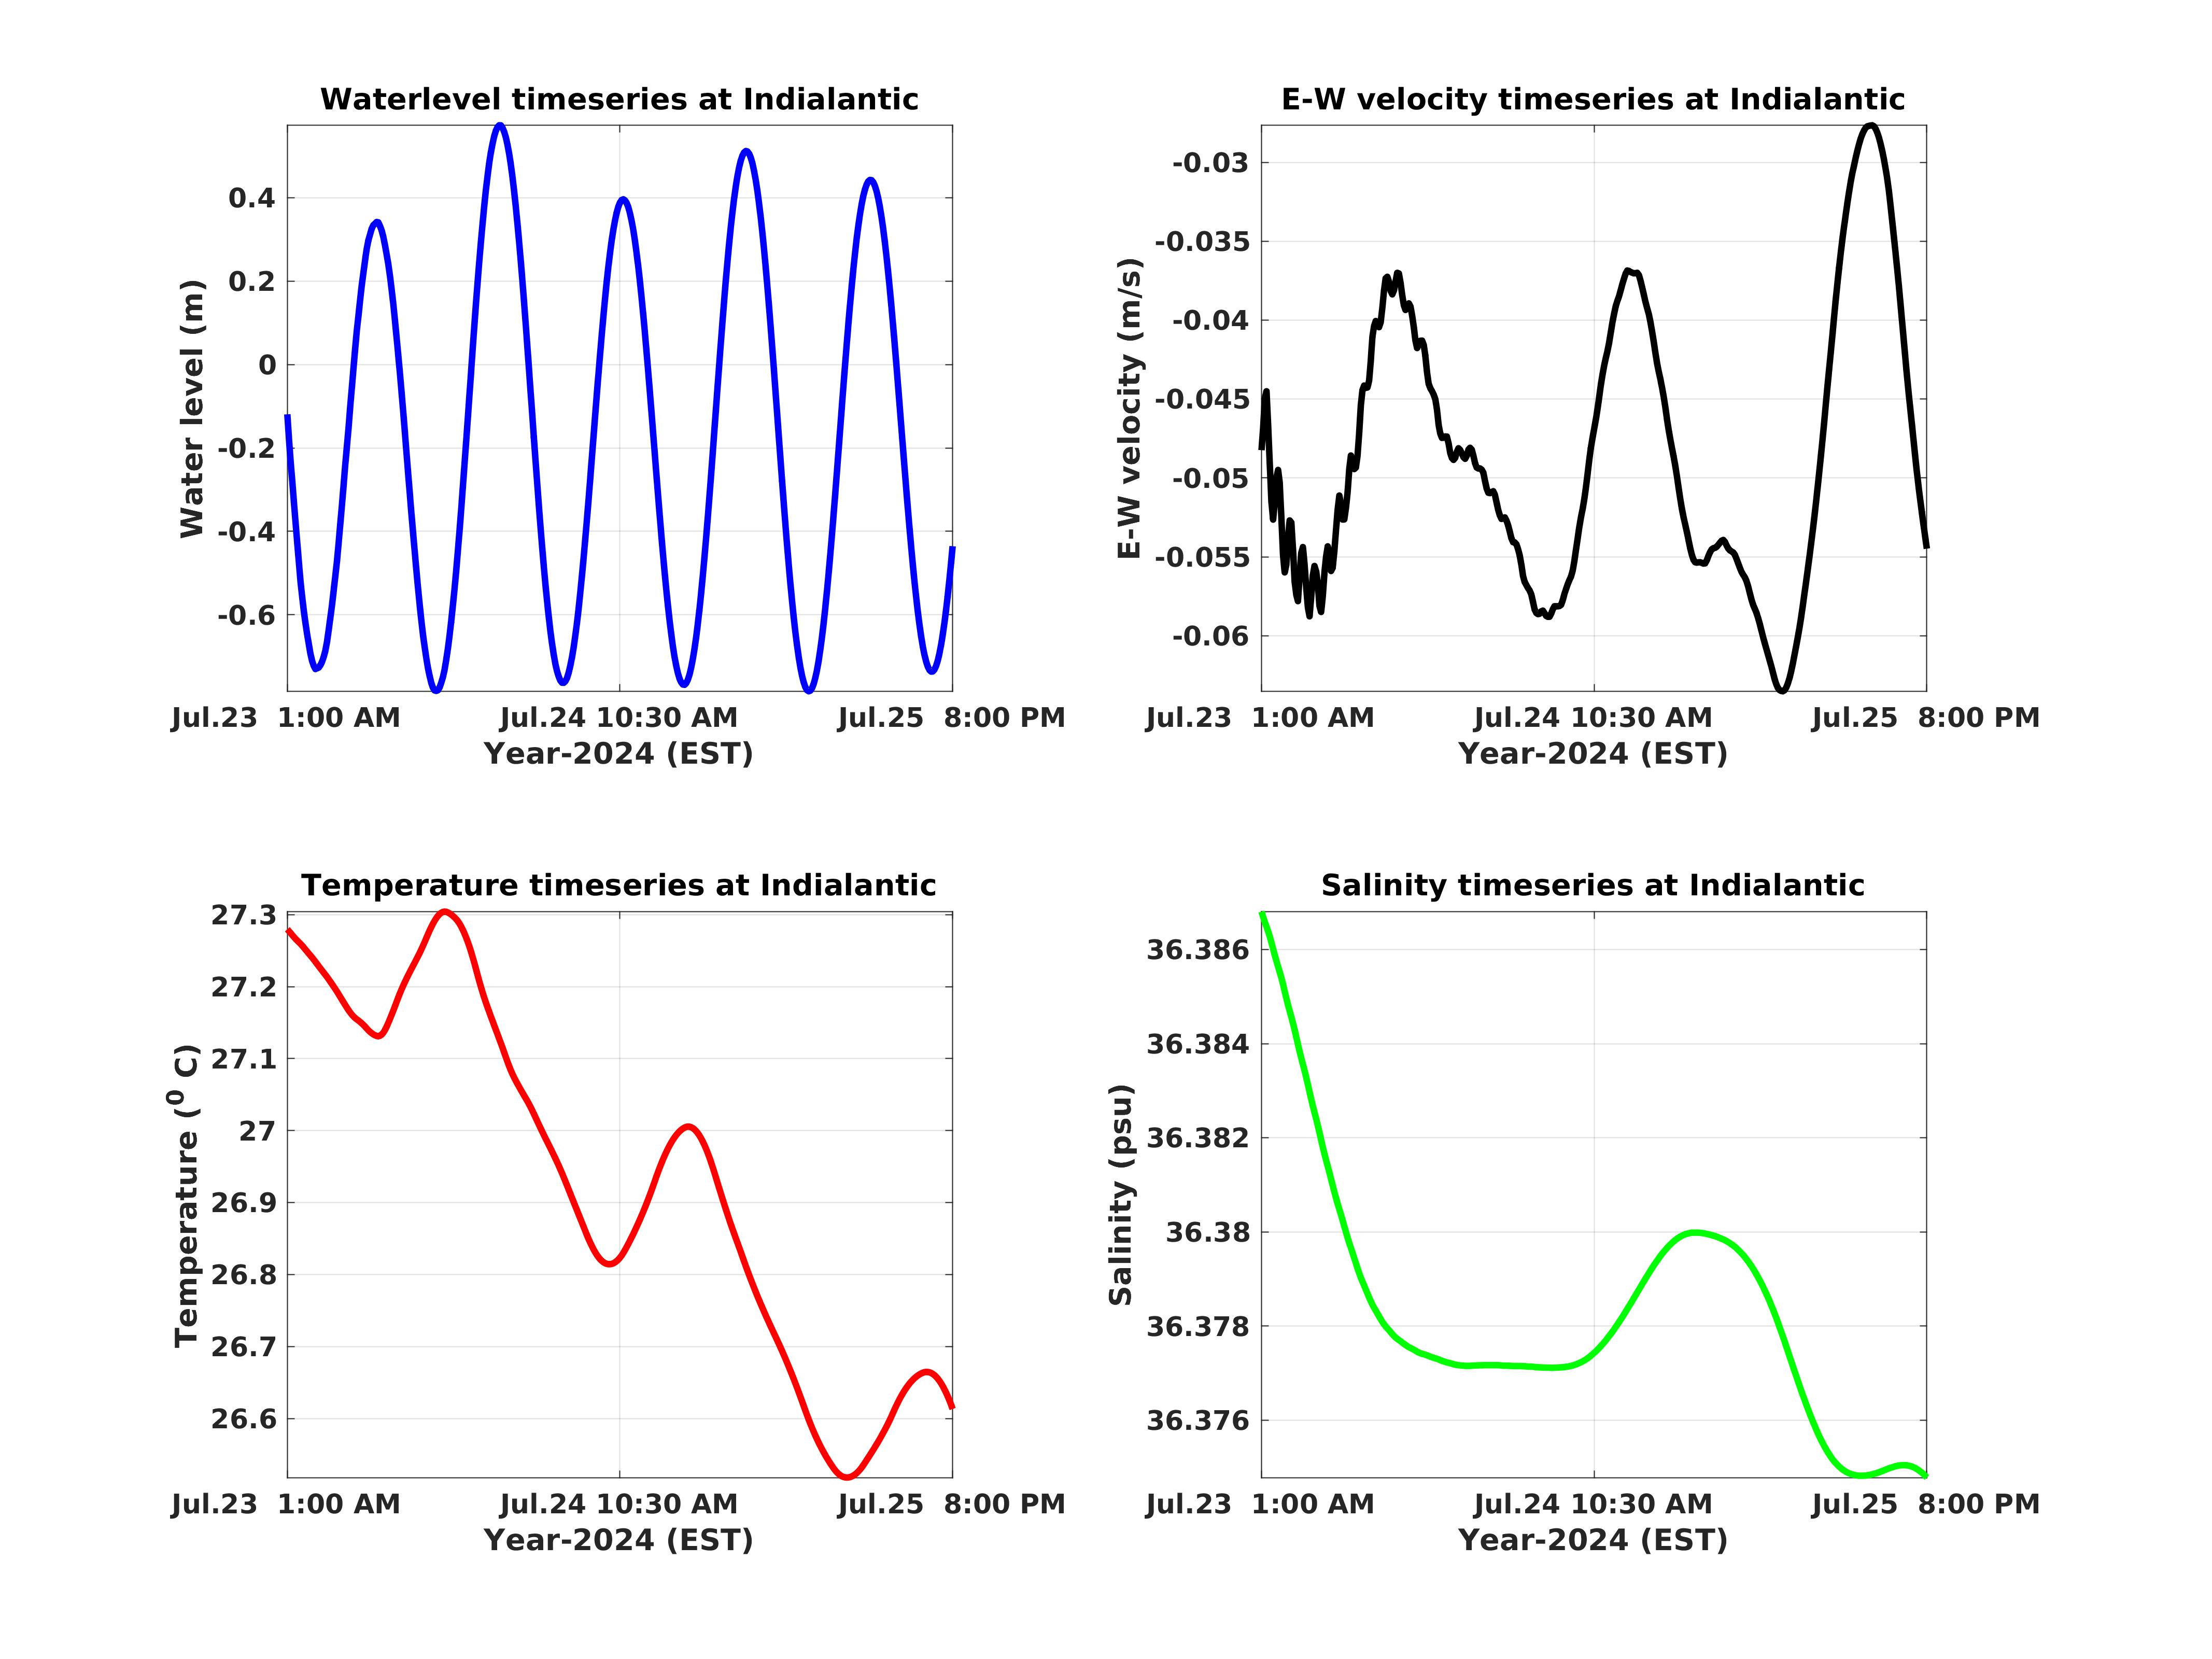 Waterlevel timeseries at Indialantic
0.4
0.2
0
-0.2
-0.4
-0.6
Water level (m)
Jul.23 1:00 AM
Jul.24 10:30 AM
Jul.25 8:00 PM
Year-2024 (EST)
E-W velocity timeseries at Indialantic
-0.03
-0.035
-0.04
-0.045
-0.05
-0.055
-0.06
E-W velocity (m/s)
Jul.23 1:00 AM
Jul.24 10:30 AM
Jul.25 8:00 PM
Year-2024 (EST)
Temperature timeseries at Indialantic
27.3
27.2
27.1
27
26.9
26.8
26.7
26.6
Temperature (⁰ C)
Jul.23 1:00 AM
Jul.24 10:30 AM
Jul.25 8:00 PM
Year-2024 (EST)
Salinity timeseries at Indialantic
36.386
36.384
36.382
36.38
36.378
36.376
Salinity (psu)
Jul.23 1:00 AM
Jul.24 10:30 AM
Jul.25 8:00 PM
Year-2024 (EST)